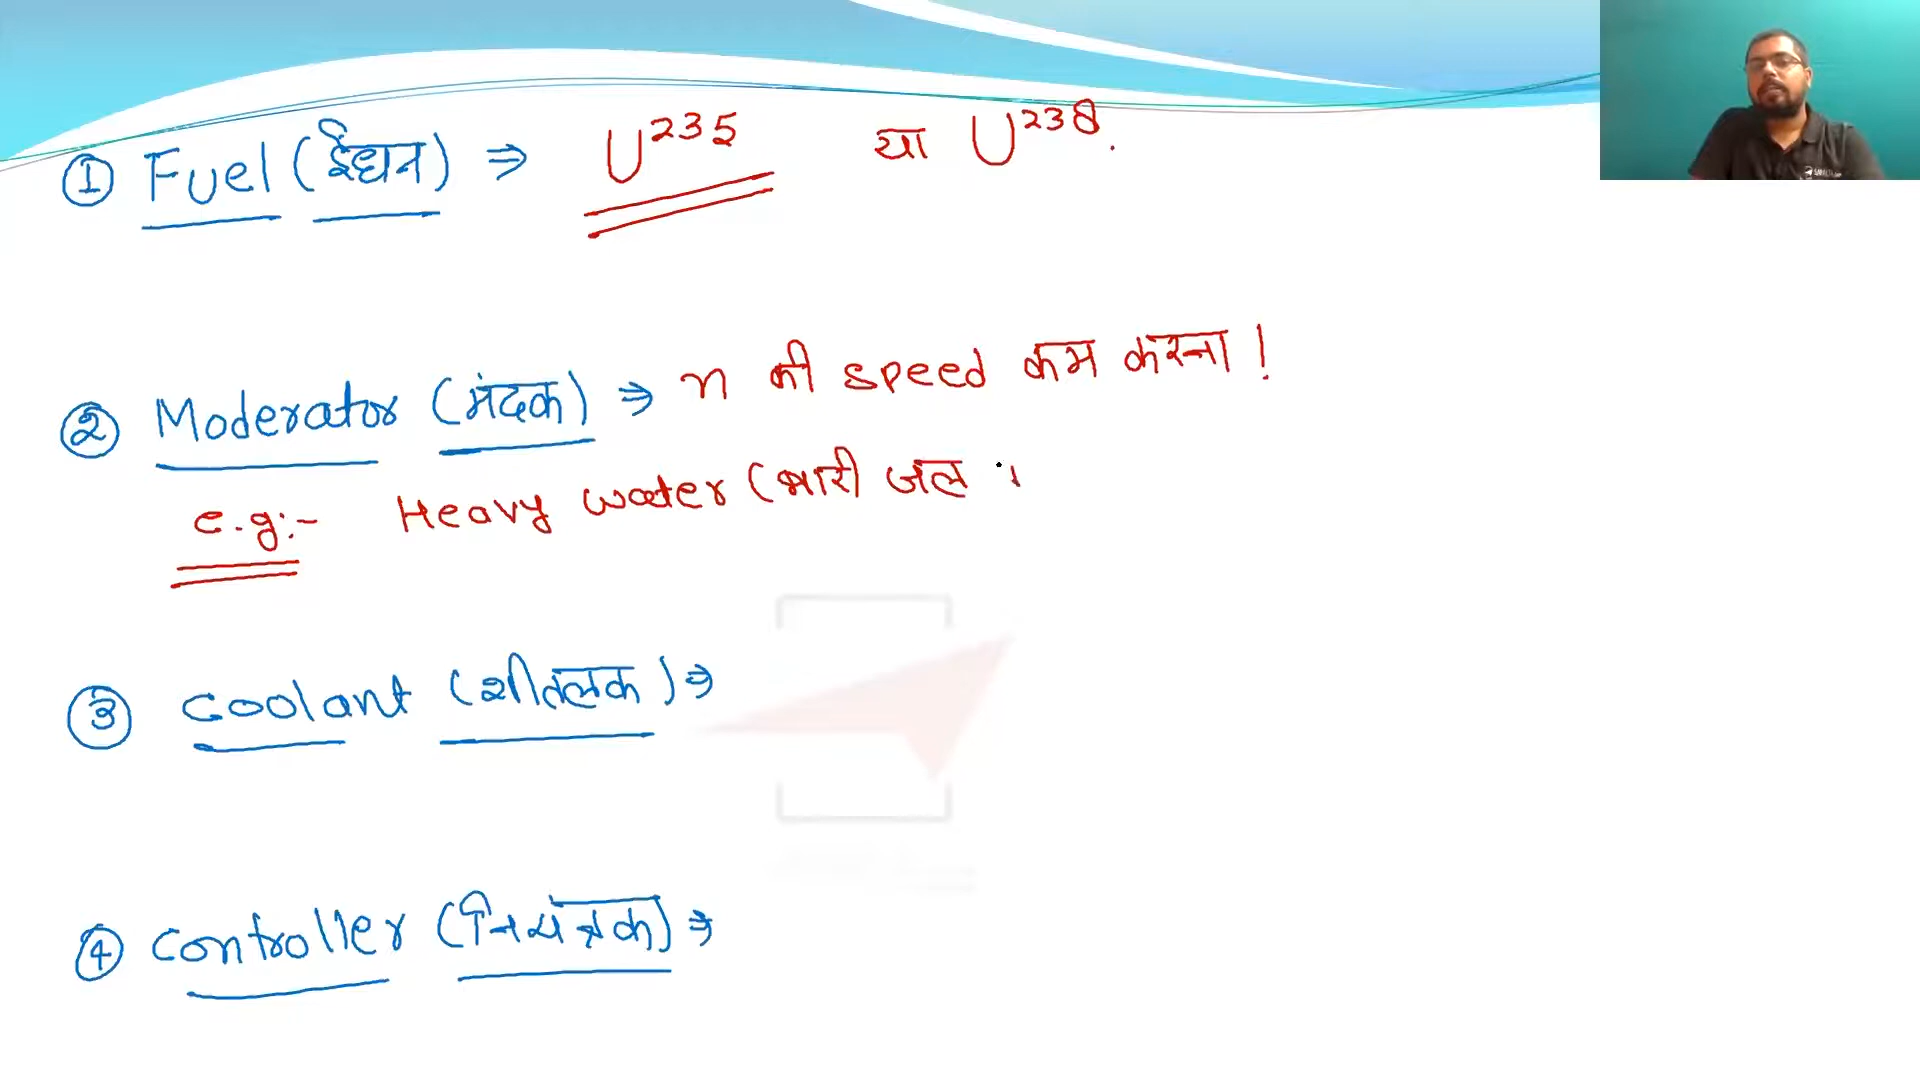 ① Fuel (ईंधन) ⇒ U²³⁵ या U²³⁸.
② Moderator (मंदक) ⇒ n की speed कम करना !
e.g:- Heavy water (भारी जल
③ Coolant (शीतलक) ⇒
④ Controller (नियंत्रक) ⇒